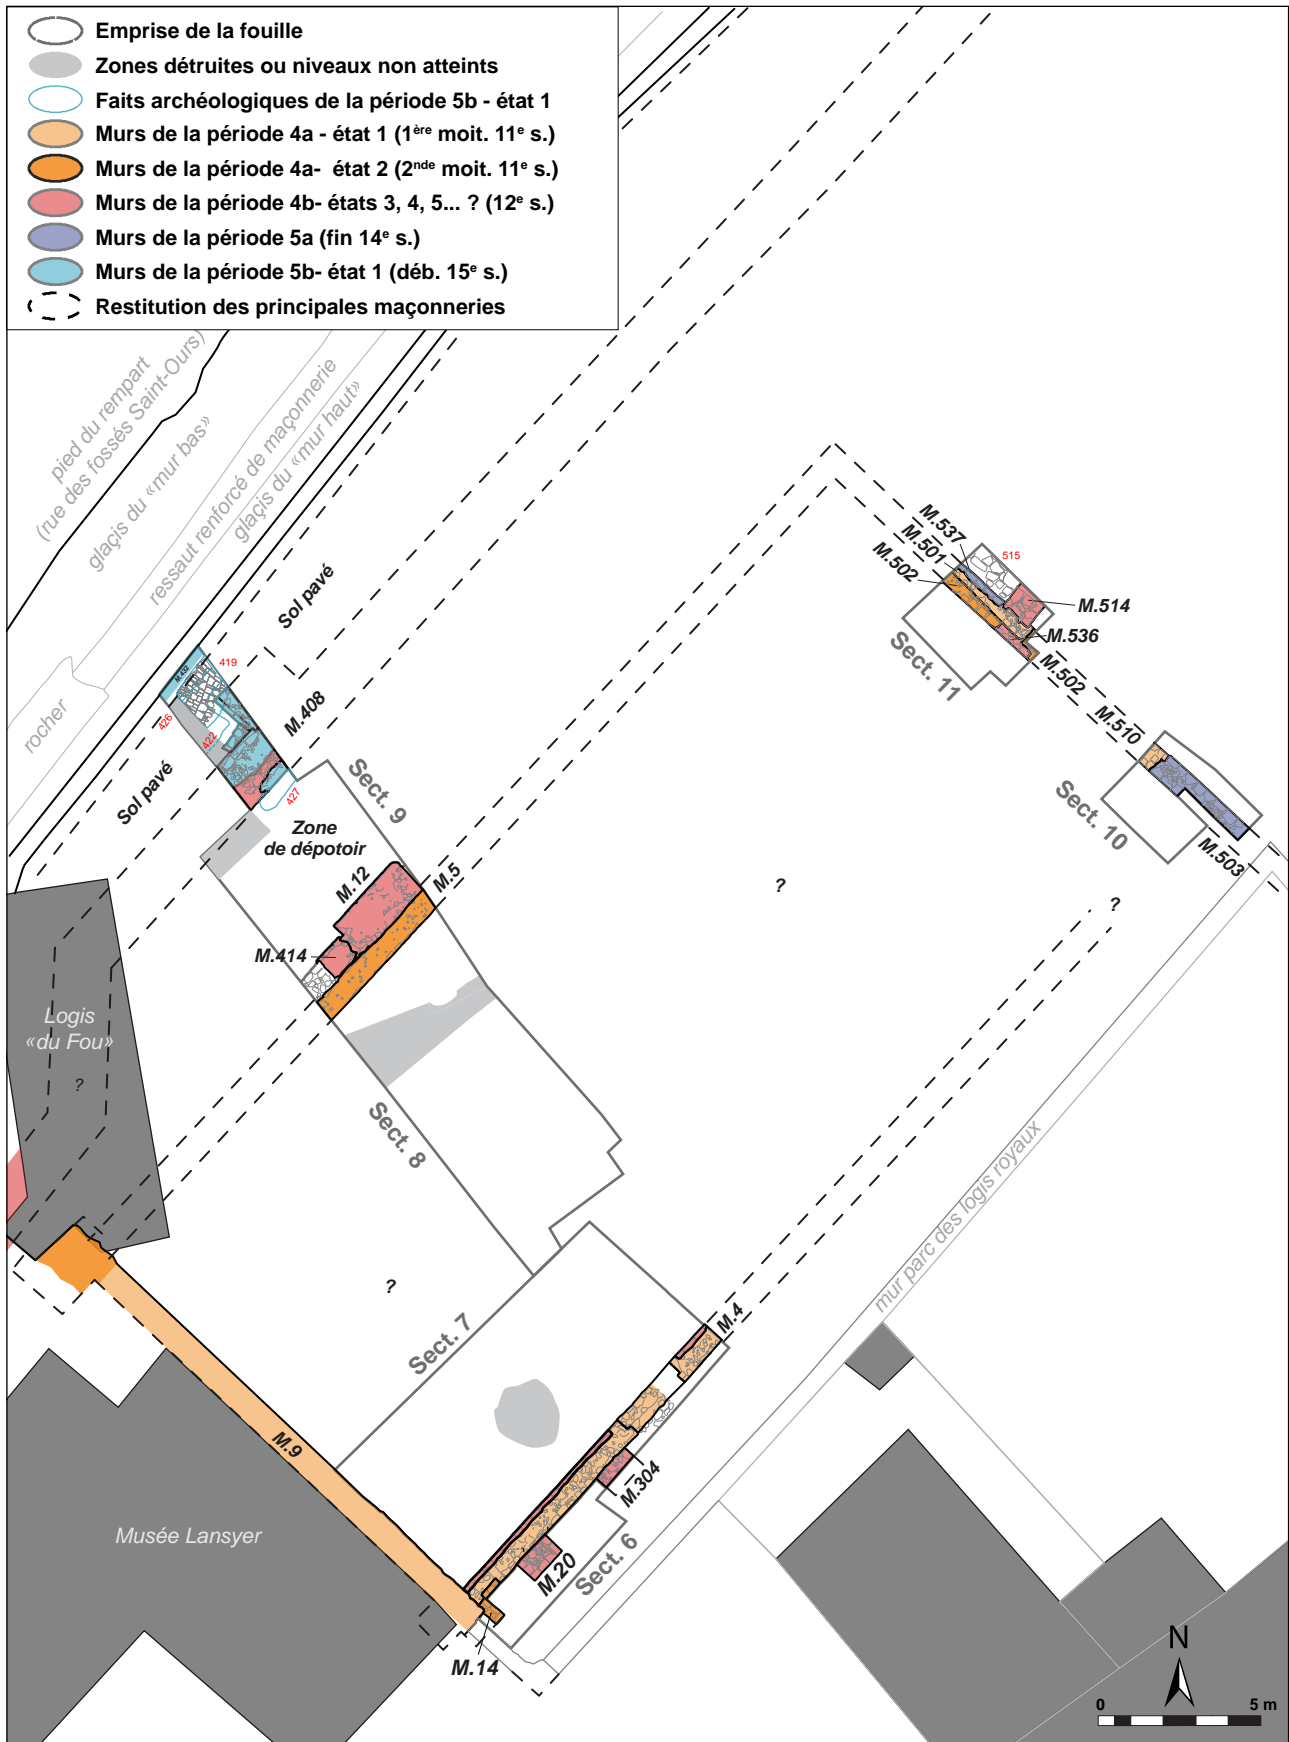 Emprise de la fouille
Zones détruites ou niveaux non atteints
Faits archéologiques de la période 5b - état 1
Murs de la période 4a - état 1 (1ère moit. 11e s.)
Murs de la période 4a- état 2 (2nde moit. 11e s.)
Murs de la période 4b- états 3, 4, 5... ? (12e s.)
Murs de la période 5a (fin 14e s.)
Murs de la période 5b- état 1 (déb. 15e s.)
Restitution des principales maçonneries
pied du rempart
(rue des fossés Saint-Ours)
glaçis du «mur bas»
ressaut renforcé de maçonnerie
glaçis du «mur haut»
rocher
Sol pavé
Sol pavé
M.432
419
426
422
427
M.408
Sect. 9
Zone
de dépotoir
M.12
M.5
M.414
M.537
M.501
M.502
515
M.514
M.536
M.502
Sect. 11
M.510
Sect. 10
M.503
?
?
Logis
«du Fou»
?
Sect. 8
?
Sect. 7
mur parc des logis royaux
M.4
M.9
M.304
M.20
Sect. 6
M.14
Musée Lansyer
N
0
5 m